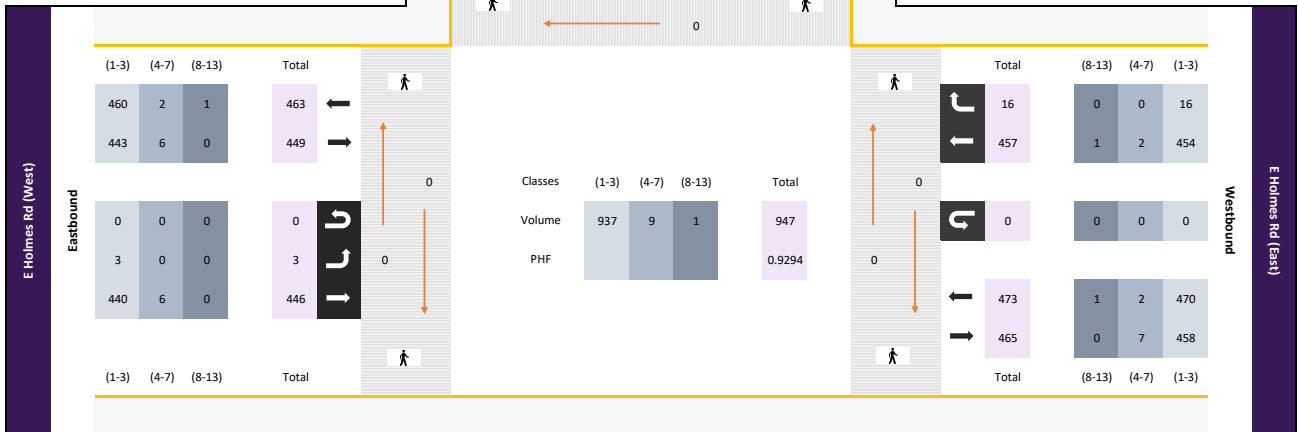 0
(1-3) (4-7) (8-13) Total
460 2 1 463
443 6 0 449
0 0 0 0
3 0 0 3
440 6 0 446
(1-3) (4-7) (8-13) Total
E Holmes Rd (West)
Eastbound
0
0
Classes (1-3) (4-7) (8-13) Total
Volume 937 9 1 947
PHF 0.9294
0
0
Total (8-13) (4-7) (1-3)
16 0 0 16
457 1 2 454
0 0 0 0
473 1 2 470
465 0 7 458
Total (8-13) (4-7) (1-3)
Westbound
E Holmes Rd (East)